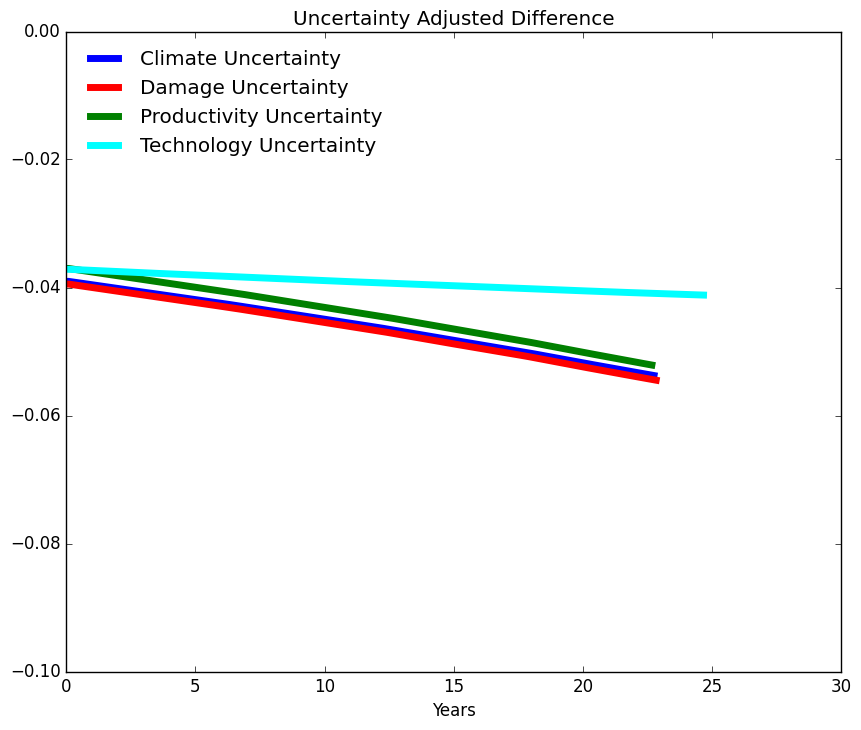 Uncertainty Adjusted Difference
0.00
Climate Uncertainty
Damage Uncertainty
Productivity Uncertainty
Technology Uncertainty
−0.02
−0.04
−0.06
−0.08
−0.10
0 5 10 15 20 25 30
Years